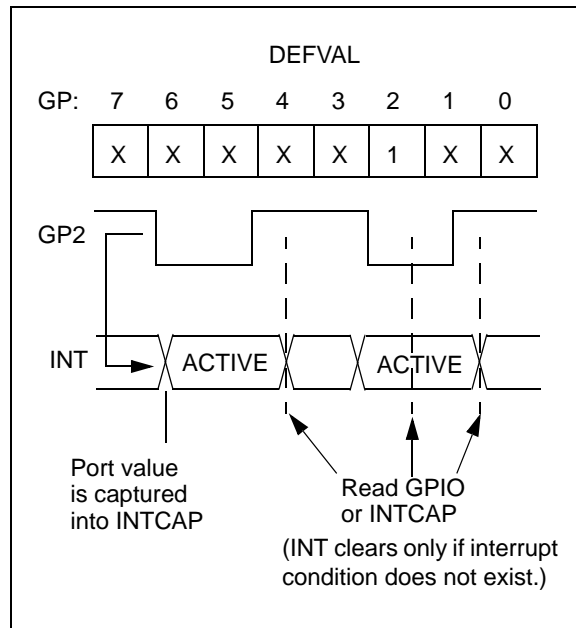 DEFVAL
GP: 7 6 5 4 3 2 1 0
X X X X X 1 X X
GP2
INT ACTIVE ACTIVE
Port value
is captured
into INTCAP
Read GPIO
or INTCAP
(INT clears only if interrupt
condition does not exist.)